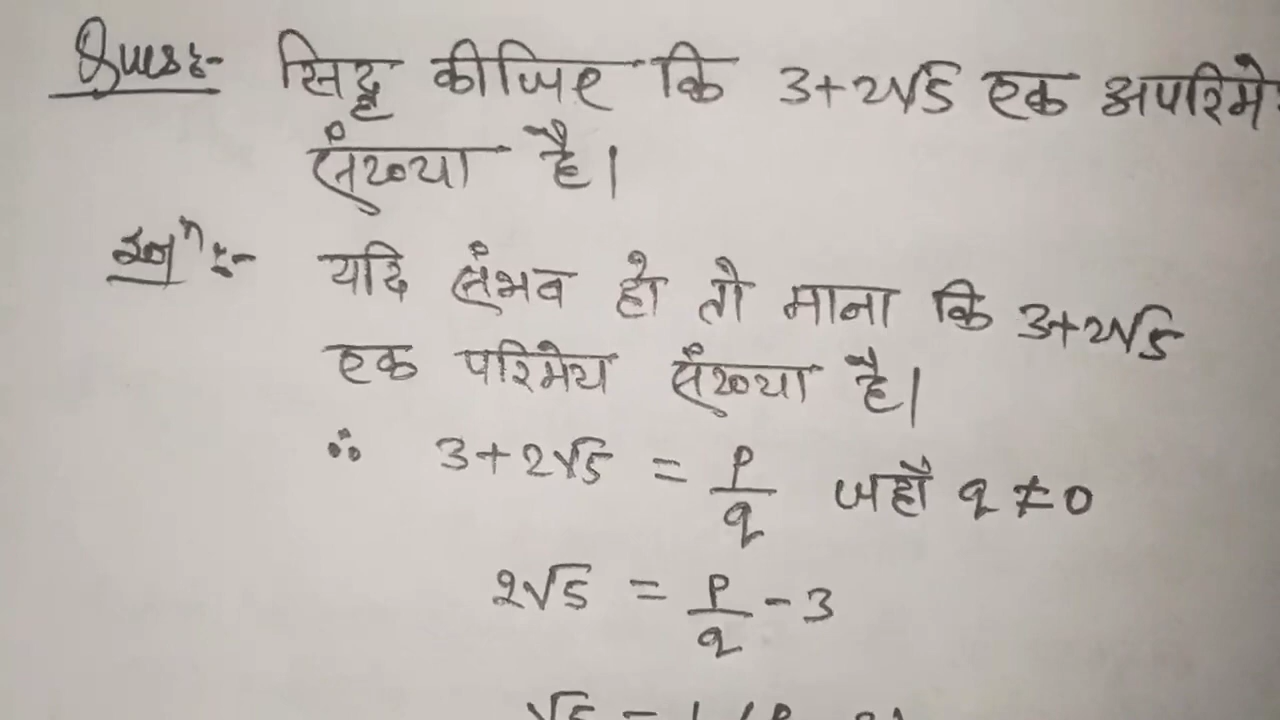 Ques:- सिद्ध कीजिए कि 3+2√5 एक अपरिमे
संख्या है।
हलⁿ:- यदि संभव हो तो माना कि 3+2√5
एक परिमेय संख्या है।
∴ 3+2√5 = p/q जहाँ q ≠ 0
2√5 = p/q - 3